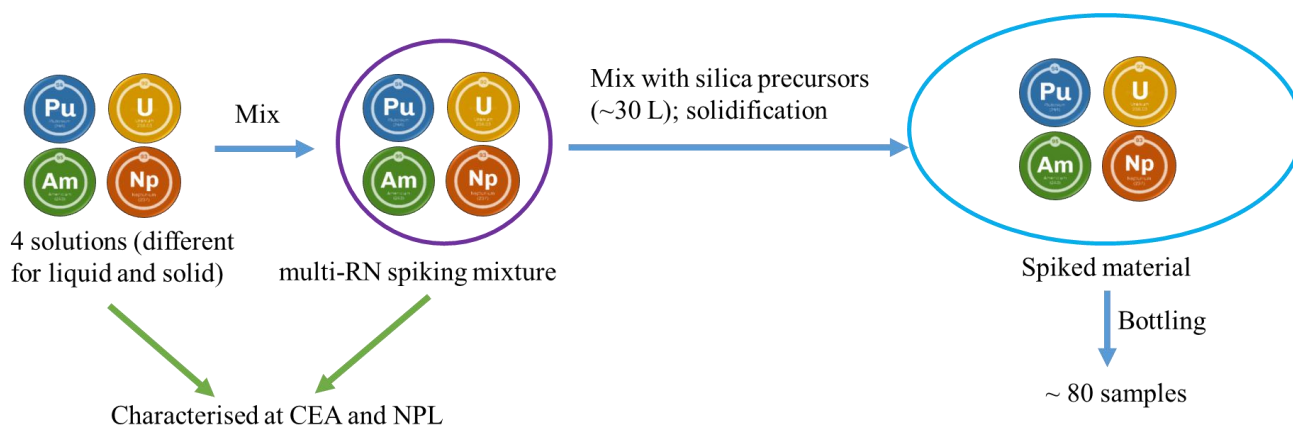 Pu
U
Am
Np
4 solutions (different
for liquid and solid)
Mix
Pu
U
Am
Np
multi-RN spiking mixture
Mix with silica precursors
(~30 L); solidification
Pu
U
Am
Np
Spiked material
Bottling
~ 80 samples
Characterised at CEA and NPL